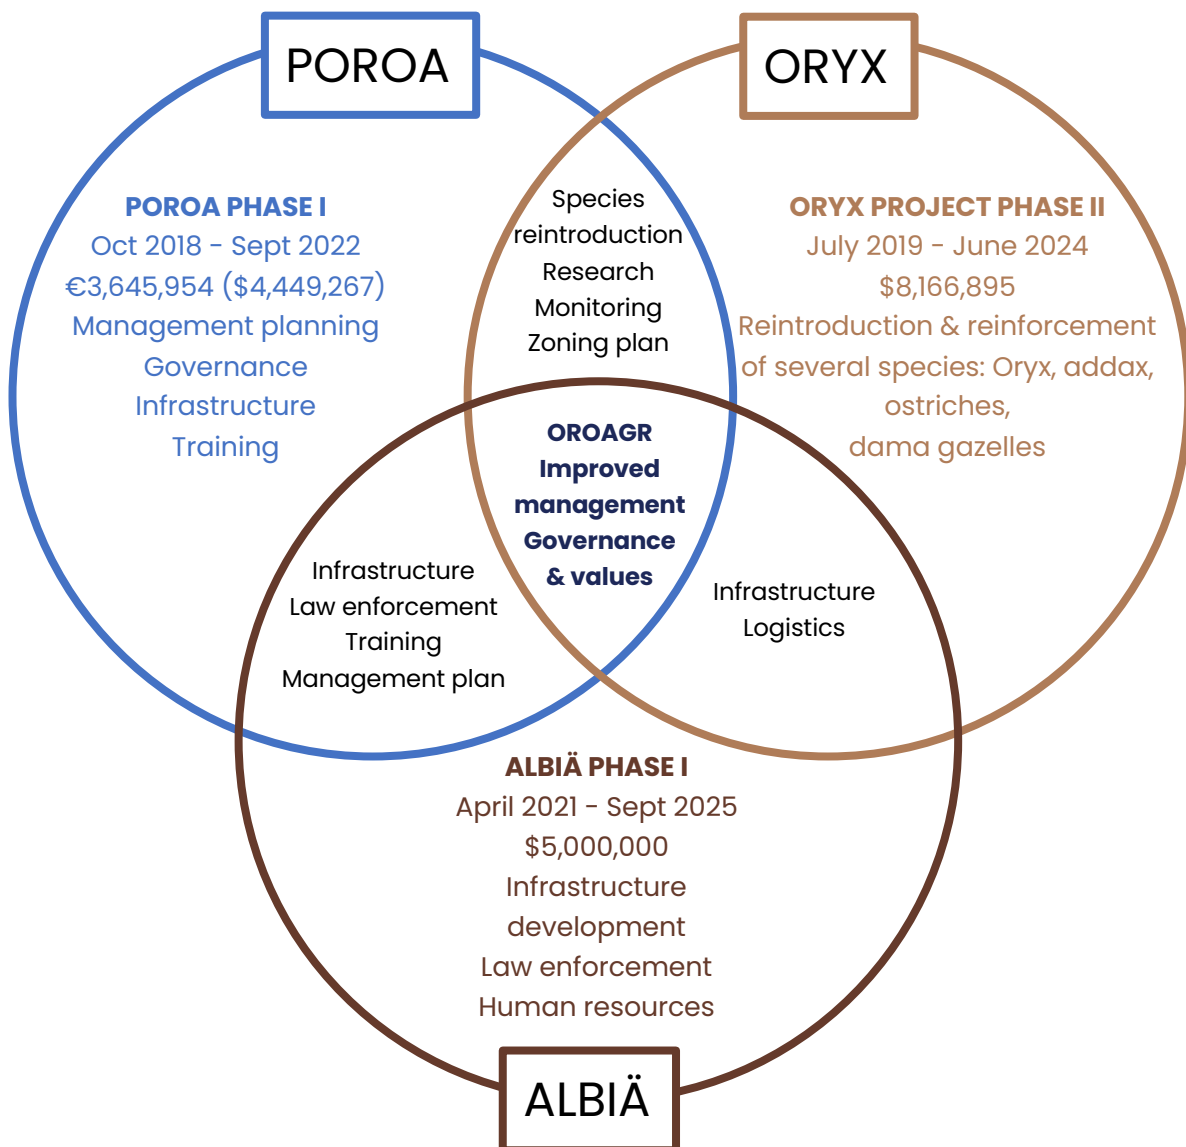 POROA
ORYX
POROA PHASE I
Oct 2018 - Sept 2022
€3,645,954 ($4,449,267)
Management planning
Governance
Infrastructure
Training
Species
reintroduction
Research
Monitoring
Zoning plan
ORYX PROJECT PHASE II
July 2019 - June 2024
$8,166,895
Reintroduction & reinforcement
of several species: Oryx, addax,
ostriches,
dama gazelles
OROAGR
Improved
management
Governance
& values
Infrastructure
Law enforcement
Training
Management plan
Infrastructure
Logistics
ALBIÄ PHASE I
April 2021 - Sept 2025
$5,000,000
Infrastructure
development
Law enforcement
Human resources
ALBIÄ